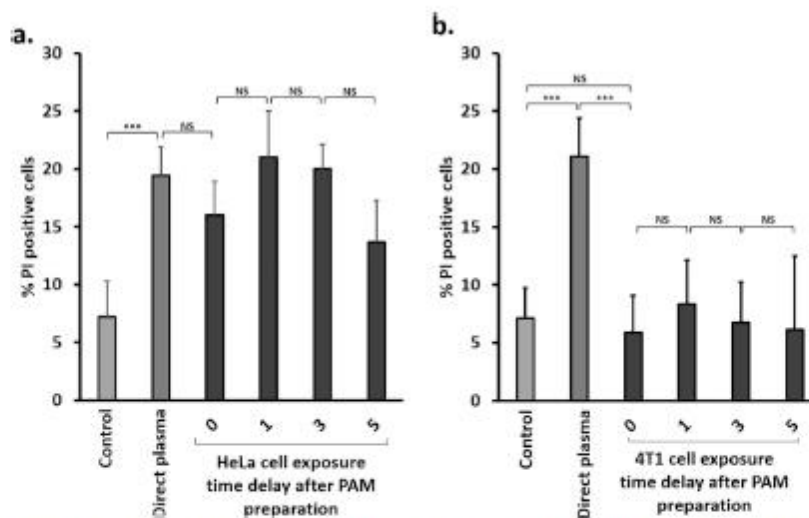 a.
30
25
20
15
10
5
0
% PI positive cells
NS NS NS
*** NS
Control
Direct plasma
0 1 3 5
HeLa cell exposure
time delay after PAM
preparation
b.
30
25
20
15
10
5
0
% PI positive cells
NS
*** ***
NS NS NS
Control
Direct plasma
0 1 3 5
4T1 cell exposure
time delay after PAM
preparation